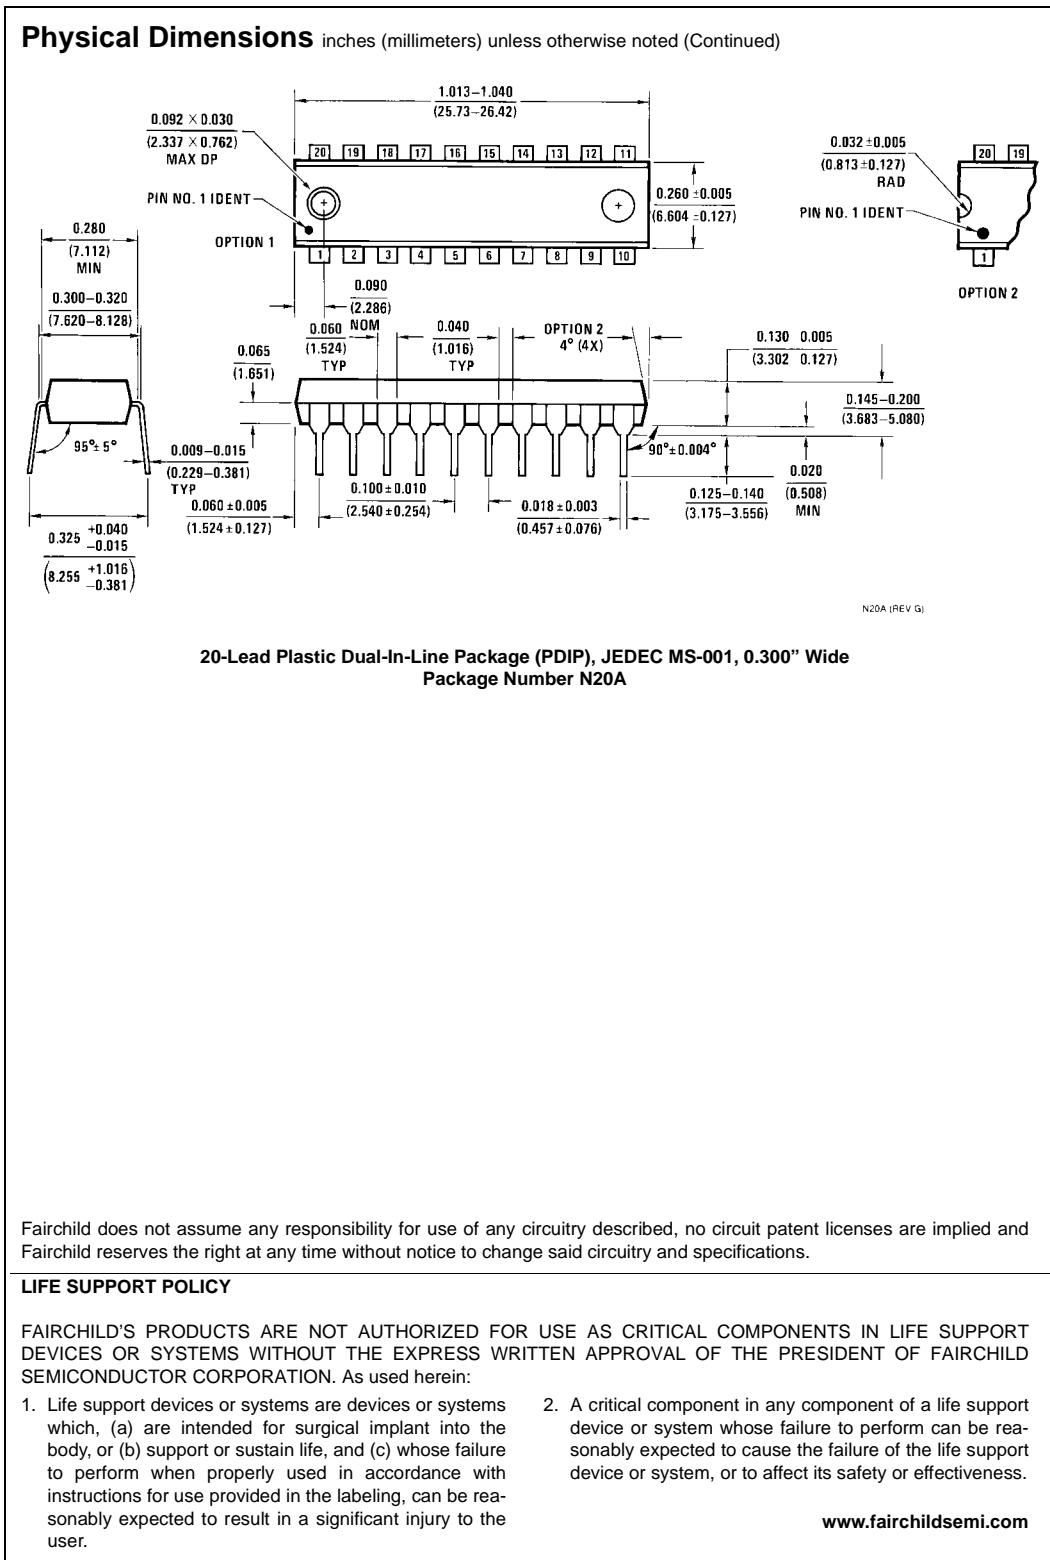 Physical Dimensions inches (millimeters) unless otherwise noted (Continued)
1.013–1.040
(25.73–26.42)
0.092 × 0.030
(2.337 × 0.762)
MAX DP
20 19 18 17 16 15 14 13 12 11
PIN NO. 1 IDENT
OPTION 1
0.260 ±0.005
(6.604 ±0.127)
1 2 3 4 5 6 7 8 9 10
0.032 ±0.005
(0.813 ±0.127)
RAD
20 19
PIN NO. 1 IDENT
1
OPTION 2
0.280
(7.112)
MIN
0.300–0.320
(7.620–8.128)
0.090
(2.286)
NOM
0.065
(1.651)
0.060
(1.524)
TYP
0.040
(1.016)
TYP
OPTION 2
4° (4X)
0.130 0.005
(3.302 0.127)
0.145–0.200
(3.683–5.080)
95°± 5°
0.009–0.015
(0.229–0.381)
TYP
90°±0.004°
0.020
(0.508)
MIN
0.125–0.140
(3.175–3.556)
0.060 ±0.005
(1.524 ±0.127)
0.100 ±0.010
(2.540 ±0.254)
0.018 ±0.003
(0.457 ±0.076)
0.325 +0.040 −0.015
(8.255 +1.016 −0.381)
N20A (REV G)
20-Lead Plastic Dual-In-Line Package (PDIP), JEDEC MS-001, 0.300” Wide
Package Number N20A
Fairchild does not assume any responsibility for use of any circuitry described, no circuit patent licenses are implied and
Fairchild reserves the right at any time without notice to change said circuitry and specifications.
LIFE SUPPORT POLICY
FAIRCHILD’S PRODUCTS ARE NOT AUTHORIZED FOR USE AS CRITICAL COMPONENTS IN LIFE SUPPORT
DEVICES OR SYSTEMS WITHOUT THE EXPRESS WRITTEN APPROVAL OF THE PRESIDENT OF FAIRCHILD
SEMICONDUCTOR CORPORATION. As used herein:
1. Life support devices or systems are devices or systems
which, (a) are intended for surgical implant into the
body, or (b) support or sustain life, and (c) whose failure
to perform when properly used in accordance with
instructions for use provided in the labeling, can be rea-
sonably expected to result in a significant injury to the
user.
2. A critical component in any component of a life support
device or system whose failure to perform can be rea-
sonably expected to cause the failure of the life support
device or system, or to affect its safety or effectiveness.
www.fairchildsemi.com